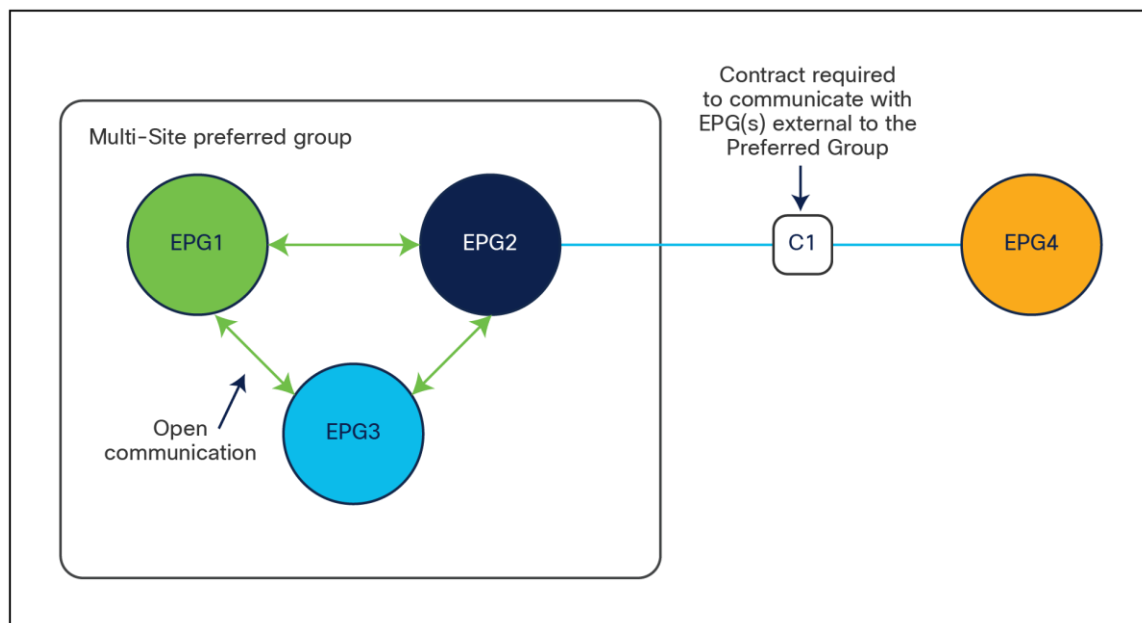 Contract required
to communicate with
EPG(s) external to the
Preferred Group
Multi-Site preferred group
EPG1
EPG2
C1
EPG4
EPG3
Open
communication